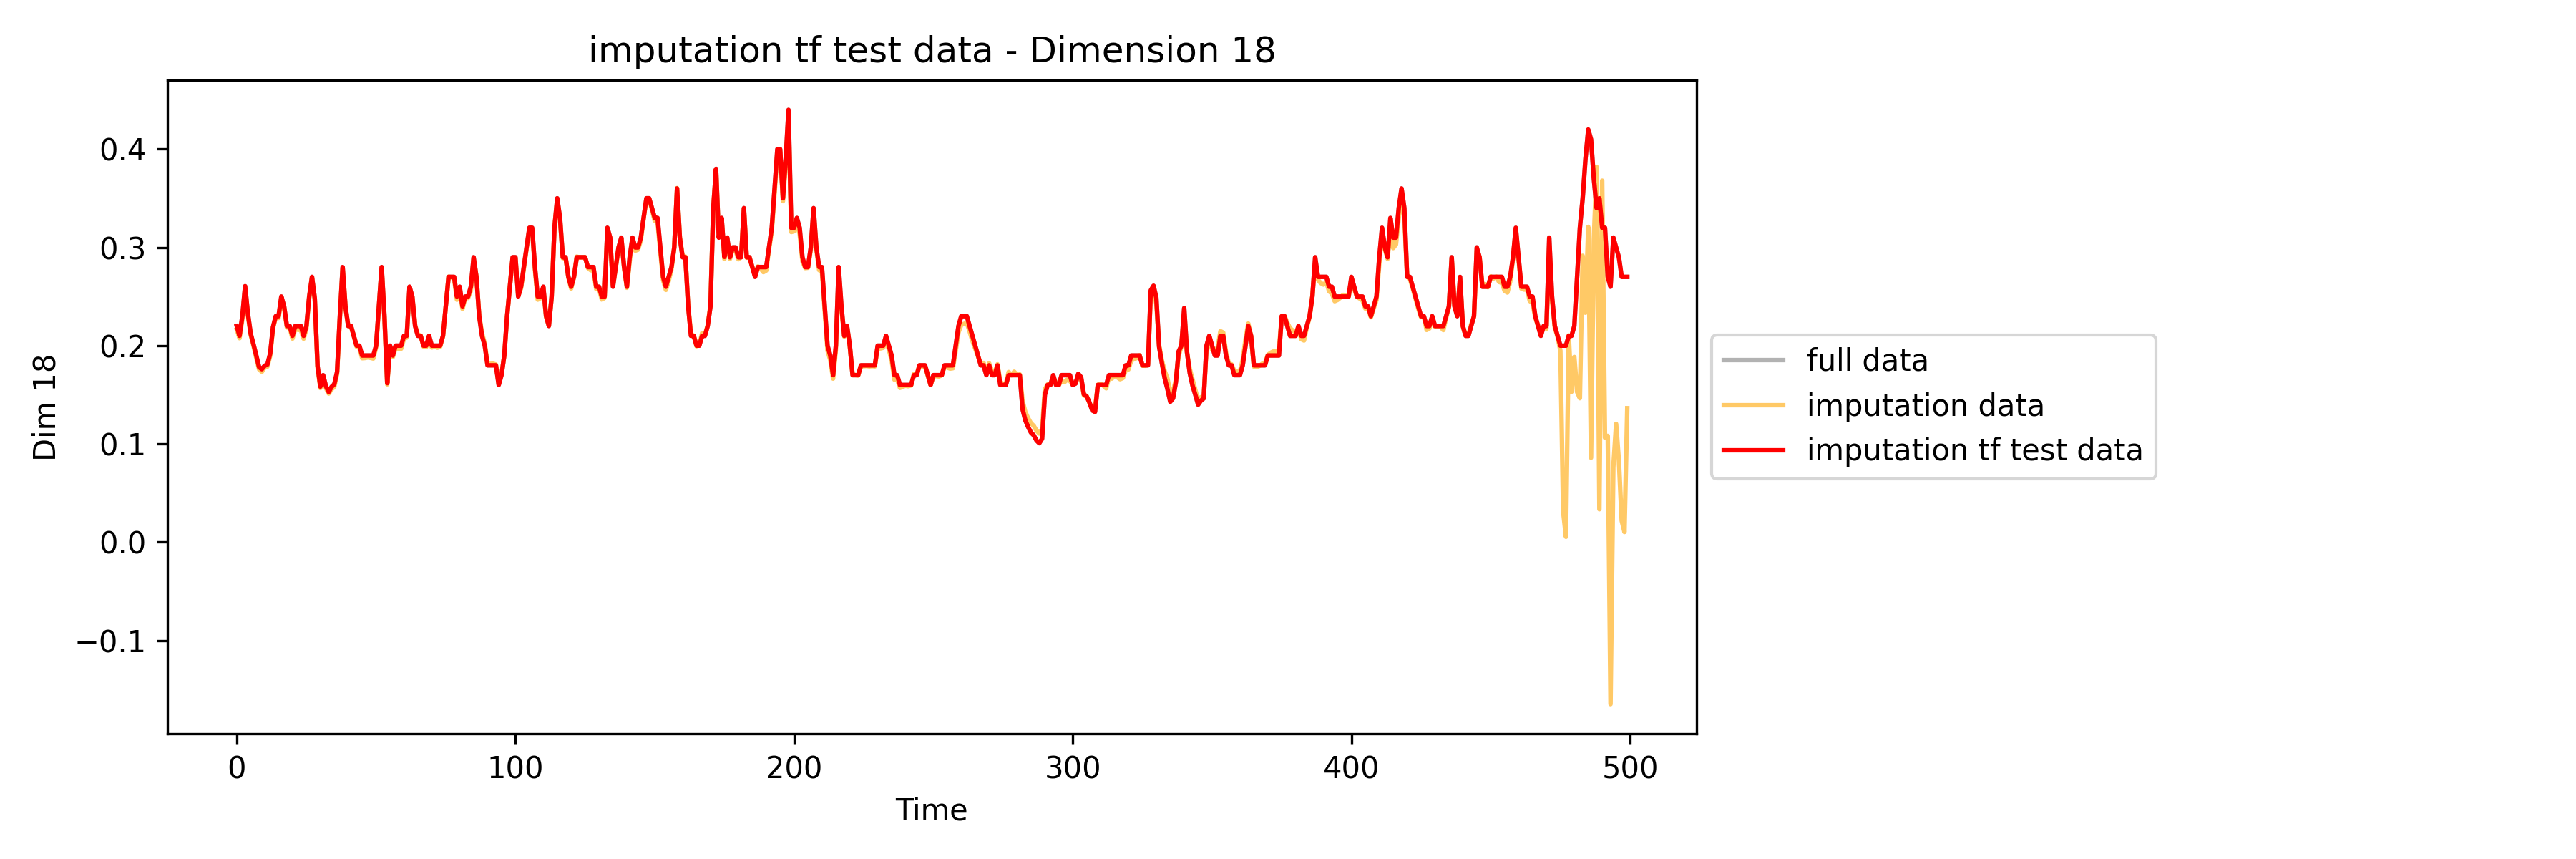 imputation tf test data - Dimension 18
0.4
0.3
0.2
0.1
0.0
−0.1
Dim 18
0 100 200 300 400 500
Time
full data
imputation data
imputation tf test data